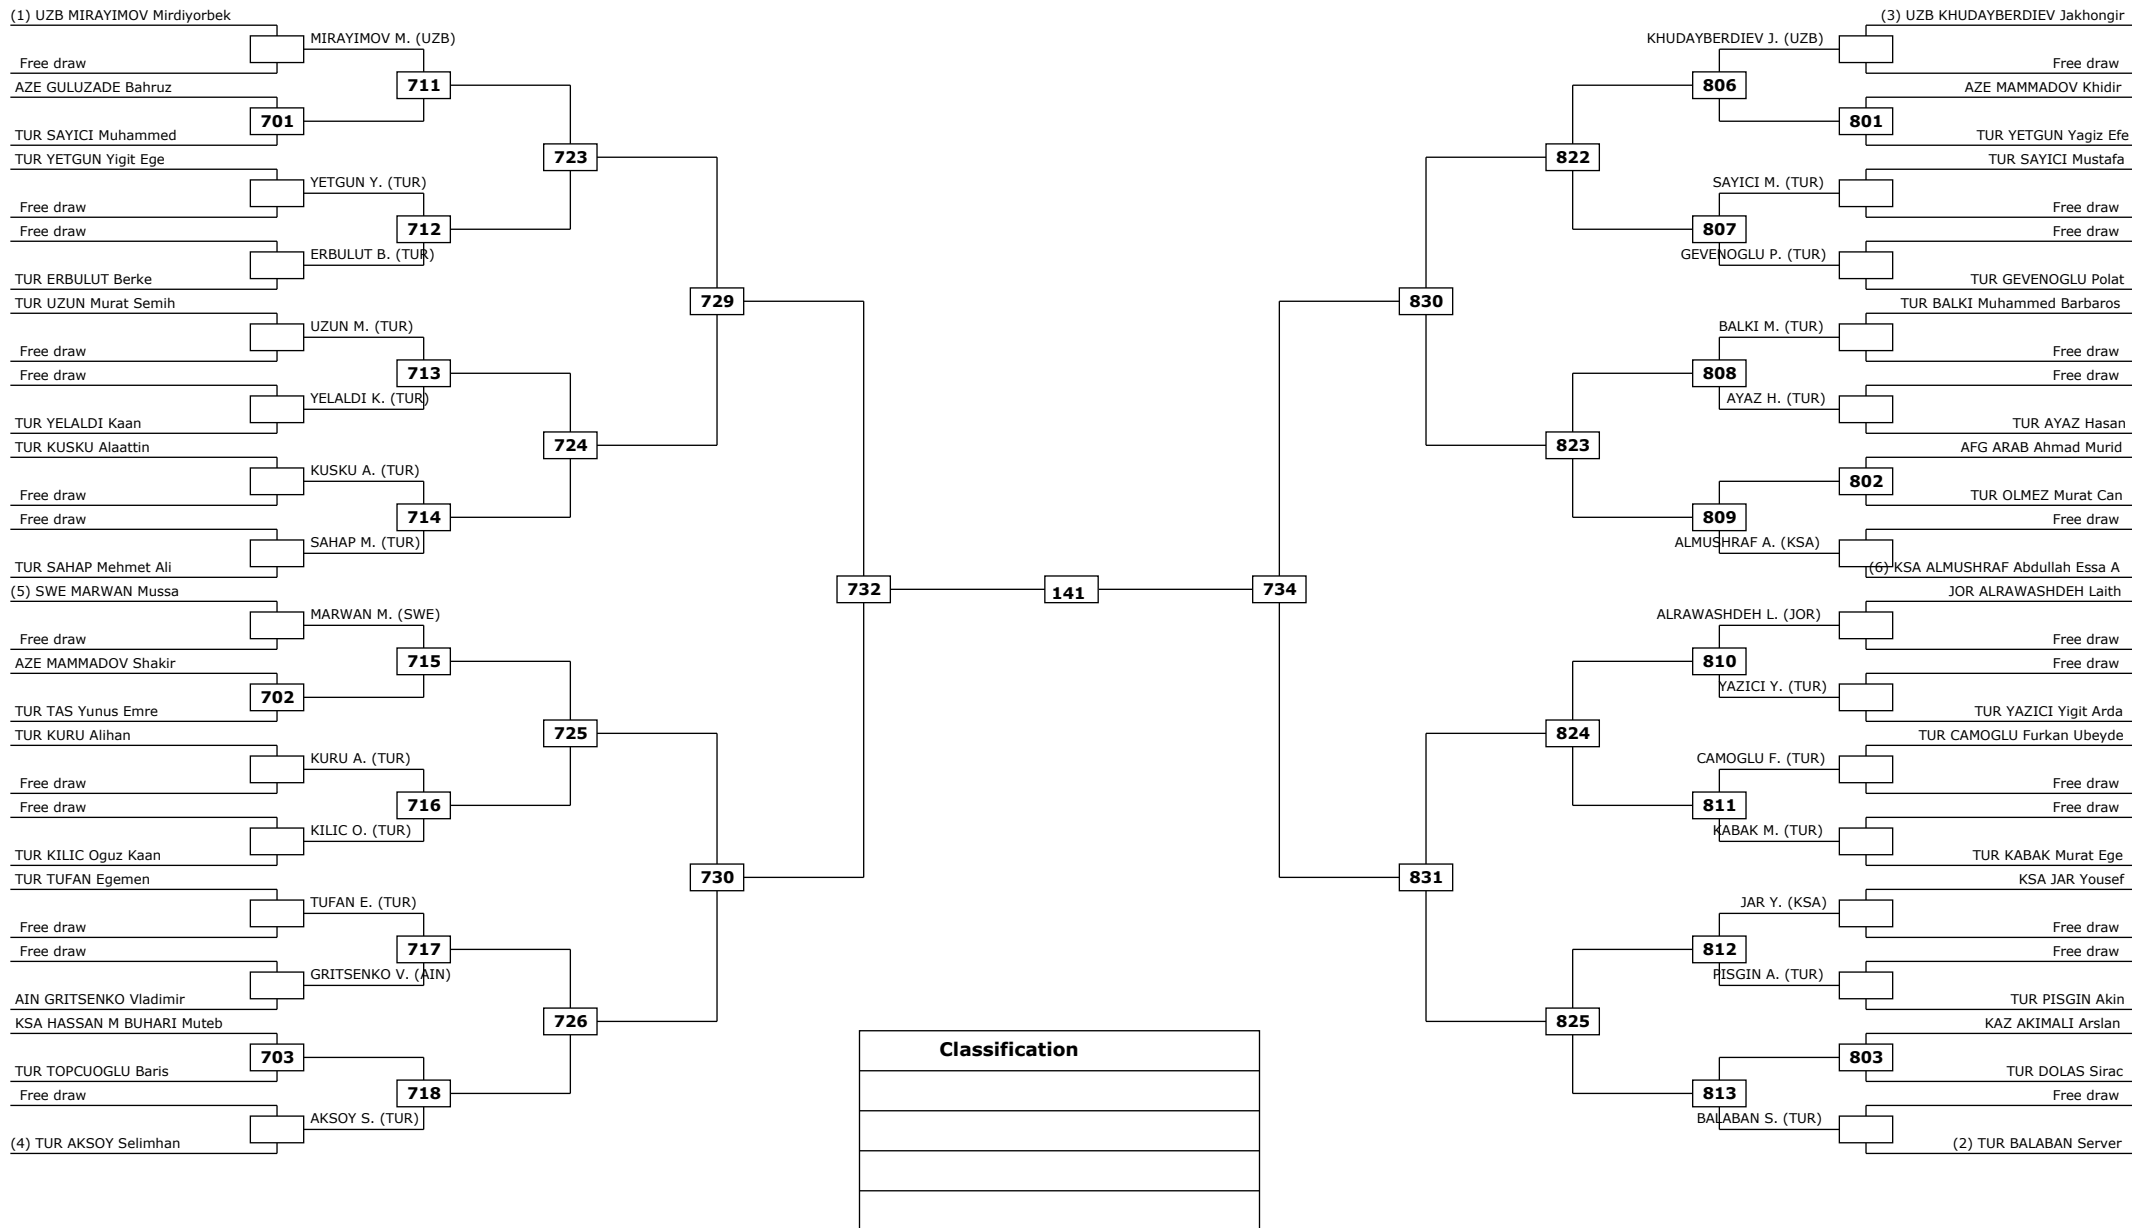 (1) UZB MIRAYIMOV Mirdiyorbek
MIRAYIMOV M. (UZB)
Free draw
711
AZE GULUZADE Bahruz
701
TUR SAYICI Muhammed
723
TUR YETGUN Yigit Ege
YETGUN Y. (TUR)
Free draw
712
Free draw
ERBULUT B. (TUR)
TUR ERBULUT Berke
729
TUR UZUN Murat Semih
UZUN M. (TUR)
Free draw
713
Free draw
YELALDI K. (TUR)
TUR YELALDI Kaan
724
TUR KUSKU Alaattin
KUSKU A. (TUR)
Free draw
714
Free draw
SAHAP M. (TUR)
TUR SAHAP Mehmet Ali
732
(5) SWE MARWAN Mussa
MARWAN M. (SWE)
Free draw
715
AZE MAMMADOV Shakir
702
TUR TAS Yunus Emre
725
TUR KURU Alihan
KURU A. (TUR)
Free draw
716
Free draw
KILIC O. (TUR)
TUR KILIC Oguz Kaan
730
TUR TUFAN Egemen
TUFAN E. (TUR)
Free draw
717
Free draw
GRITSENKO V. (AIN)
AIN GRITSENKO Vladimir
726
KSA HASSAN M BUHARI Muteb
703
TUR TOPCUOGLU Baris
718
Free draw
AKSOY S. (TUR)
(4) TUR AKSOY Selimhan
141
(3) UZB KHUDAYBERDIEV Jakhongir
KHUDAYBERDIEV J. (UZB)
Free draw
806
AZE MAMMADOV Khidir
801
TUR YETGUN Yagiz Efe
822
TUR SAYICI Mustafa
SAYICI M. (TUR)
Free draw
807
Free draw
GEVENOGLU P. (TUR)
TUR GEVENOGLU Polat
830
TUR BALKI Muhammed Barbaros
BALKI M. (TUR)
Free draw
808
Free draw
AYAZ H. (TUR)
TUR AYAZ Hasan
823
AFG ARAB Ahmad Murid
802
TUR OLMEZ Murat Can
809
Free draw
ALMUSHRAF A. (KSA)
(6) KSA ALMUSHRAF Abdullah Essa A
734
JOR ALRAWASHDEH Laith
ALRAWASHDEH L. (JOR)
Free draw
810
Free draw
YAZICI Y. (TUR)
TUR YAZICI Yigit Arda
824
TUR CAMOGLU Furkan Ubeyde
CAMOGLU F. (TUR)
Free draw
811
Free draw
KABAK M. (TUR)
TUR KABAK Murat Ege
831
KSA JAR Yousef
JAR Y. (KSA)
Free draw
812
Free draw
PISGIN A. (TUR)
TUR PISGIN Akin
825
KAZ AKIMALI Arslan
803
TUR DOLAS Sirac
813
Free draw
BALABAN S. (TUR)
(2) TUR BALABAN Server
Classification